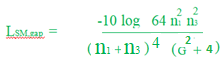 L_SM,gap = -10 log 64 n₁² n₃²
(n₁ + n₃)⁴ (G² + 4)